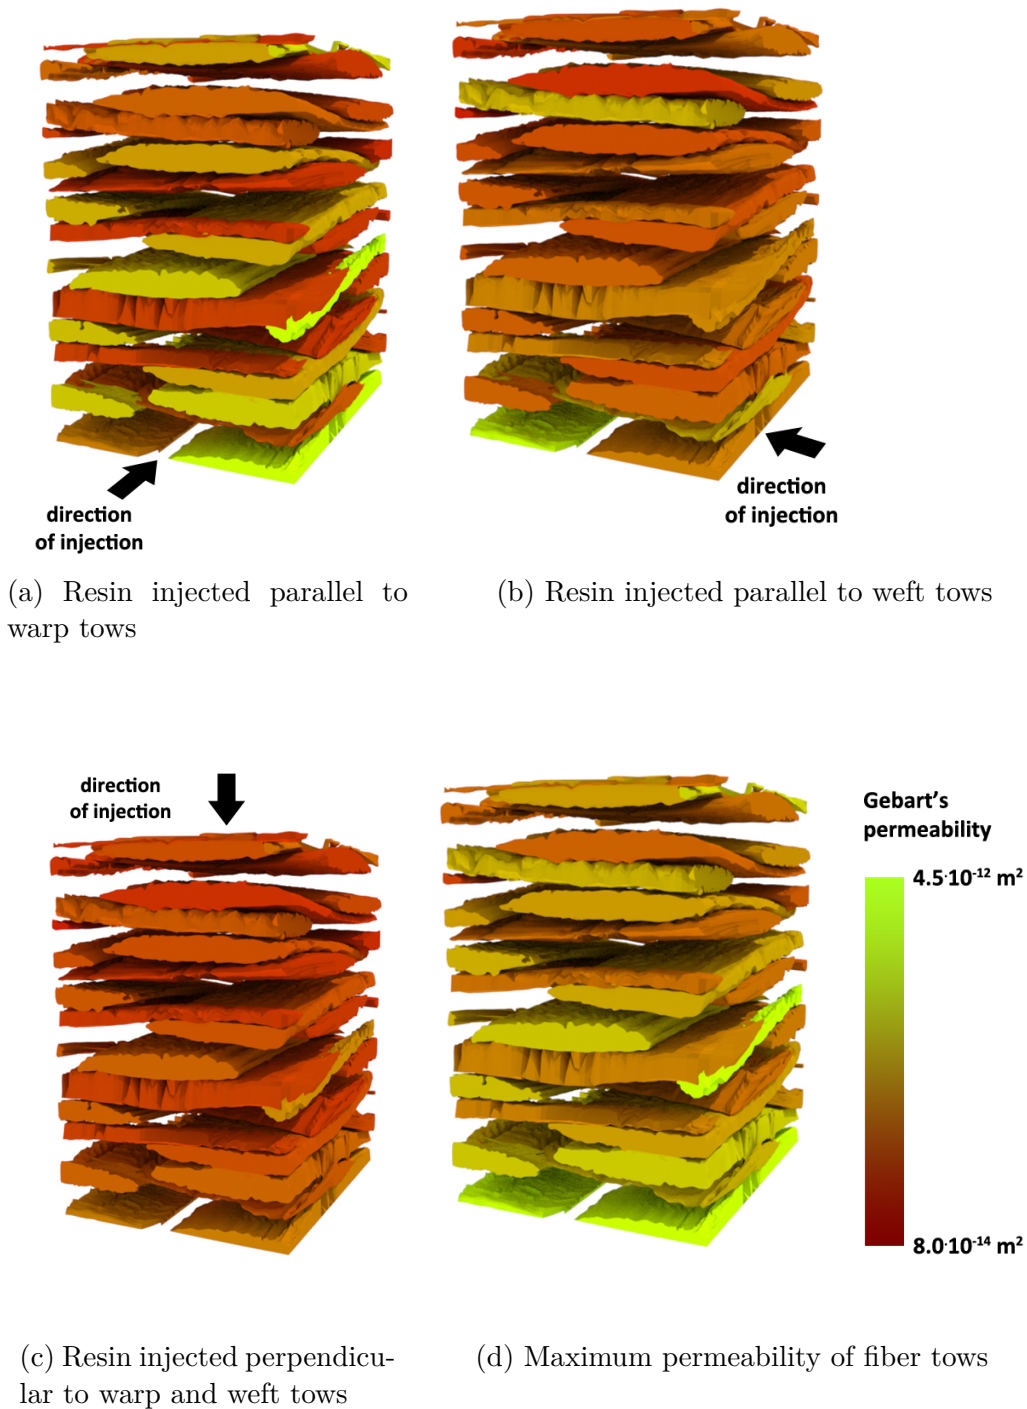 direction
of injection
direction
of injection
(a) Resin injected parallel to
warp tows
(b) Resin injected parallel to weft tows
direction
of injection
Gebart's
permeability
4.5·10⁻¹² m²
8.0·10⁻¹⁴ m²
(c) Resin injected perpendicu-
lar to warp and weft tows
(d) Maximum permeability of fiber tows